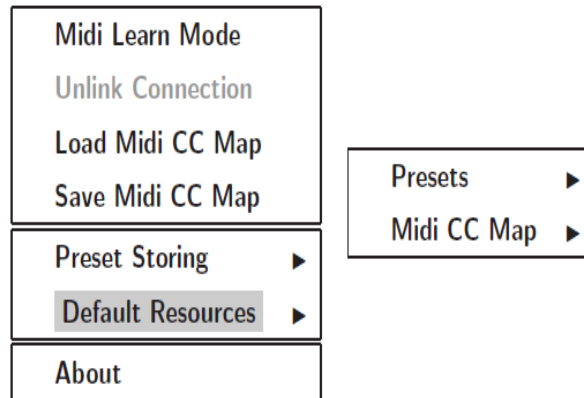 Midi Learn Mode
Unlink Connection
Load Midi CC Map
Save Midi CC Map
Preset Storing ▶
Default Resources ▶
About
Presets ▶
Midi CC Map ▶